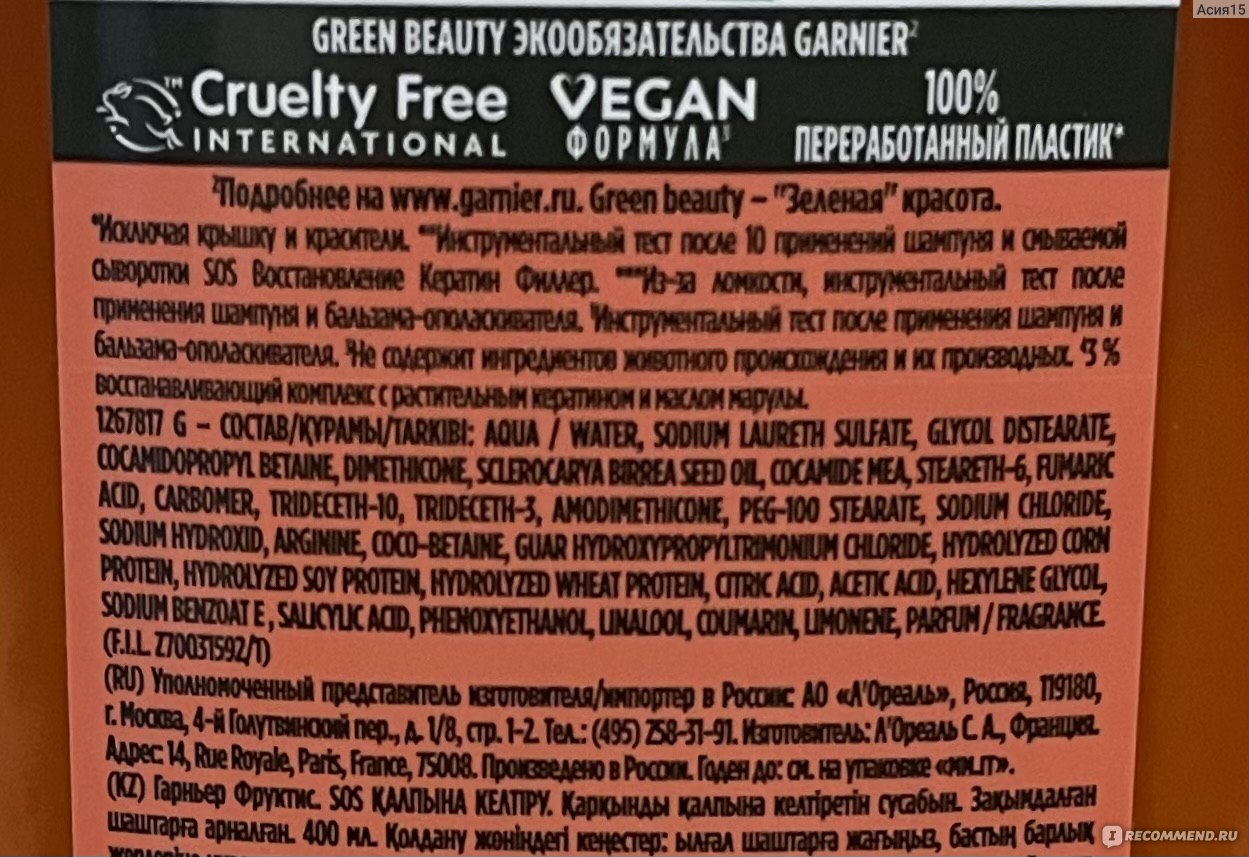 Асия15
GREEN BEAUTY ЭКООБЯЗАТЕЛЬСТВА GARNIER²
Cruelty Free™
INTERNATIONAL
VEGAN
ФОРМУЛА³
100%
ПЕРЕРАБОТАННЫЙ ПЛАСТИК*
²Подробнее на www.garnier.ru. Green beauty – "Зеленая" красота.
*Исключая крышку и красители. **Инструментальный тест после 10 применений шампуня и смываемой
сыворотки SOS Восстановление Кератин Филлер. ***Из-за ломкости, инструментальный тест после
применения шампуня и бальзама-ополаскивателя. ¹Инструментальный тест после применения шампуня и
бальзама-ополаскивателя. ³Не содержит ингредиентов животного происхождения и их производных. ⁴3 %
восстанавливающий комплекс с растительным кератином и маслом марулы.
1267817 G – СОСТАВ/ҚҰРАМЫ/TARKIBI: AQUA / WATER, SODIUM LAURETH SULFATE, GLYCOL DISTEARATE,
COCAMIDOPROPYL BETAINE, DIMETHICONE, SCLEROCARYA BIRREA SEED OIL, COCAMIDE MEA, STEARETH-6, FUMARIC
ACID, CARBOMER, TRIDECETH-10, TRIDECETH-3, AMODIMETHICONE, PEG-100 STEARATE, SODIUM CHLORIDE,
SODIUM HYDROXID, ARGININE, COCO-BETAINE, GUAR HYDROXYPROPYLTRIMONIUM CHLORIDE, HYDROLYZED CORN
PROTEIN, HYDROLYZED SOY PROTEIN, HYDROLYZED WHEAT PROTEIN, CITRIC ACID, ACETIC ACID, HEXYLENE GLYCOL,
SODIUM BENZOAT E, SALICYLIC ACID, PHENOXYETHANOL, LINALOOL, COUMARIN, LIMONENE, PARFUM / FRAGRANCE.
(F.I.L. Z70031592/1)
(RU) Уполномоченный представитель изготовителя/импортер в России: АО «Л'Ореаль», Россия, 119180,
г. Москва, 4-й Голутвинский пер., д. 1/8, стр. 1-2. Тел.: (495) 258-31-91. Изготовитель: Л'Ореаль С. А., Франция.
Адрес: 14, Rue Royale, Paris, France, 75008. Произведено в России. Годен до: см. на упаковке «ММ.ГГ».
(KZ) Гарньер Фруктис. SOS ҚАЛПЫНА КЕЛТІРУ. Қарқынды қалпына келтіретін сусабын. Зақымдалған
шаштарға арналған. 400 мл. Қолдану жөніндегі кеңестер: ылғал шаштарға жағыңыз, бастың барлық
IRECOMMEND.RU